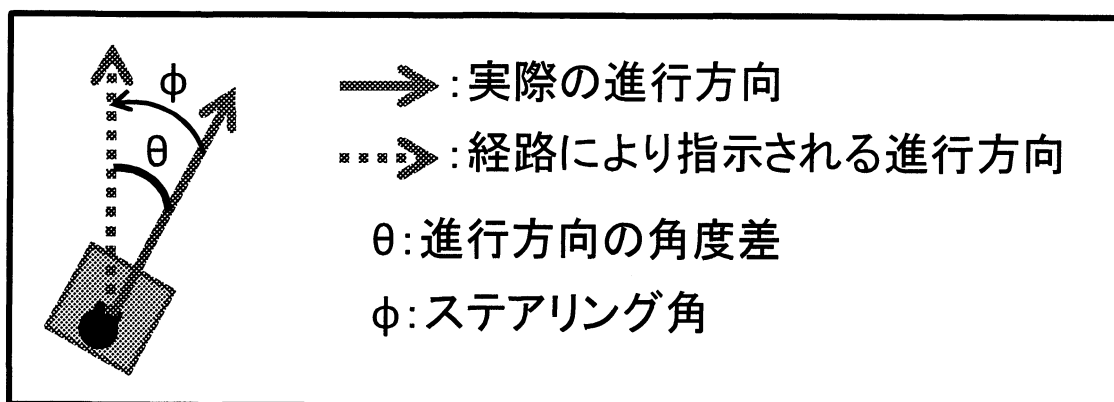 φ
θ
:実際の進行方向
:経路により指示される進行方向
θ:進行方向の角度差
φ:ステアリング角